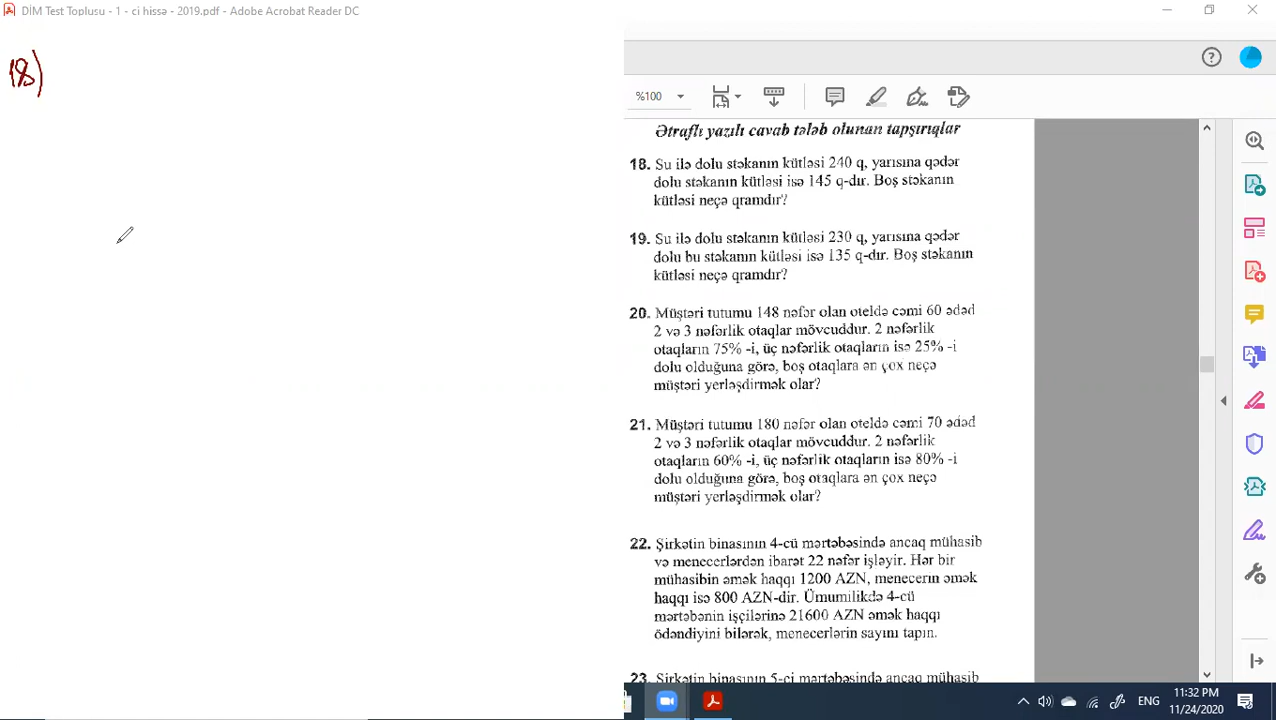 DİM Test Toplusu - 1 - ci hissə - 2019.pdf - Adobe Acrobat Reader DC
18)
%100
Ətraflı yazılı cavab tələb olunan tapşırıqlar
18. Su ilə dolu stəkanın kütləsi 240 q, yarısına qədər
dolu stəkanın kütləsi isə 145 q-dır. Boş stəkanın
kütləsi neçə qramdır?
19. Su ilə dolu stəkanın kütləsi 230 q, yarısına qədər
dolu bu stəkanın kütləsi isə 135 q-dır. Boş stəkanın
kütləsi neçə qramdır?
20. Müştəri tutumu 148 nəfər olan oteldə cəmi 60 ədəd
2 və 3 nəfərlik otaqlar mövcuddur. 2 nəfərlik
otaqların 75% -i, üç nəfərlik otaqların isə 25% -i
dolu olduğuna görə, boş otaqlara ən çox neçə
müştəri yerləşdirmək olar?
21. Müştəri tutumu 180 nəfər olan oteldə cəmi 70 ədəd
2 və 3 nəfərlik otaqlar mövcuddur. 2 nəfərlik
otaqların 60% -i, üç nəfərlik otaqların isə 80% -i
dolu olduğuna görə, boş otaqlara ən çox neçə
müştəri yerləşdirmək olar?
22. Şirkətin binasının 4-cü mərtəbəsində ancaq mühasib
və menecerlərdən ibarət 22 nəfər işləyir. Hər bir
mühasibin əmək haqqı 1200 AZN, menecerin əmək
haqqı isə 800 AZN-dir. Ümumilikdə 4-cü
mərtəbənin işçilərinə 21600 AZN əmək haqqı
ödəndiyini bilərək, menecerlərin sayını tapın.
23. Şirkətin binasının 5-ci mərtəbəsində ancaq mühasib
ENG
11:32 PM
11/24/2020